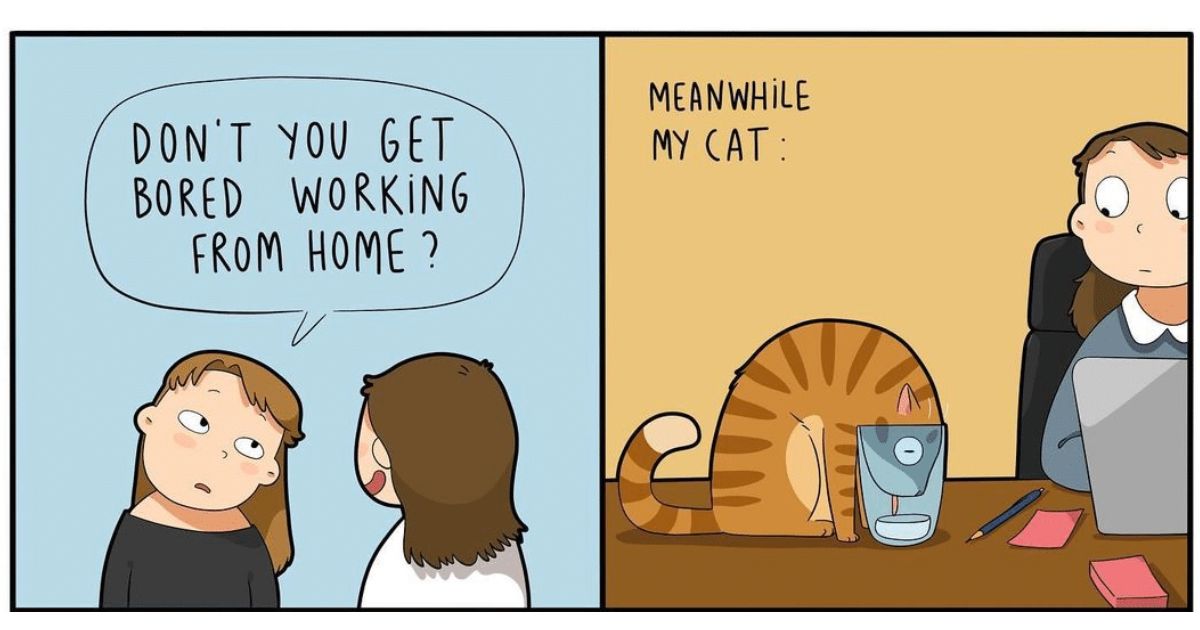 DON'T YOU GET
BORED WORKING
FROM HOME?
MEANWHILE
MY CAT: